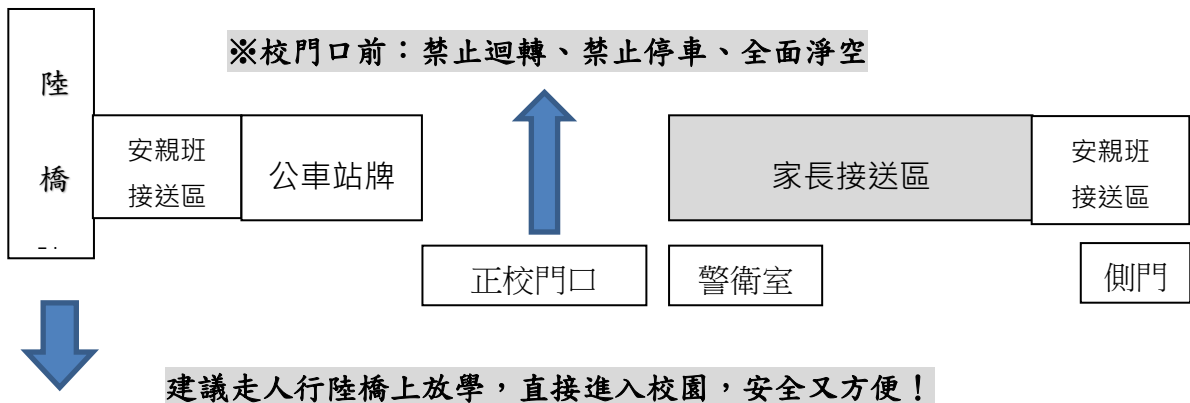 ※校門口前：禁止迴轉、禁止停車、全面淨空
陸
橋
安親班
接送區
公車站牌
家長接送區
安親班
接送區
正校門口
警衛室
側門
建議走人行陸橋上放學，直接進入校園，安全又方便！